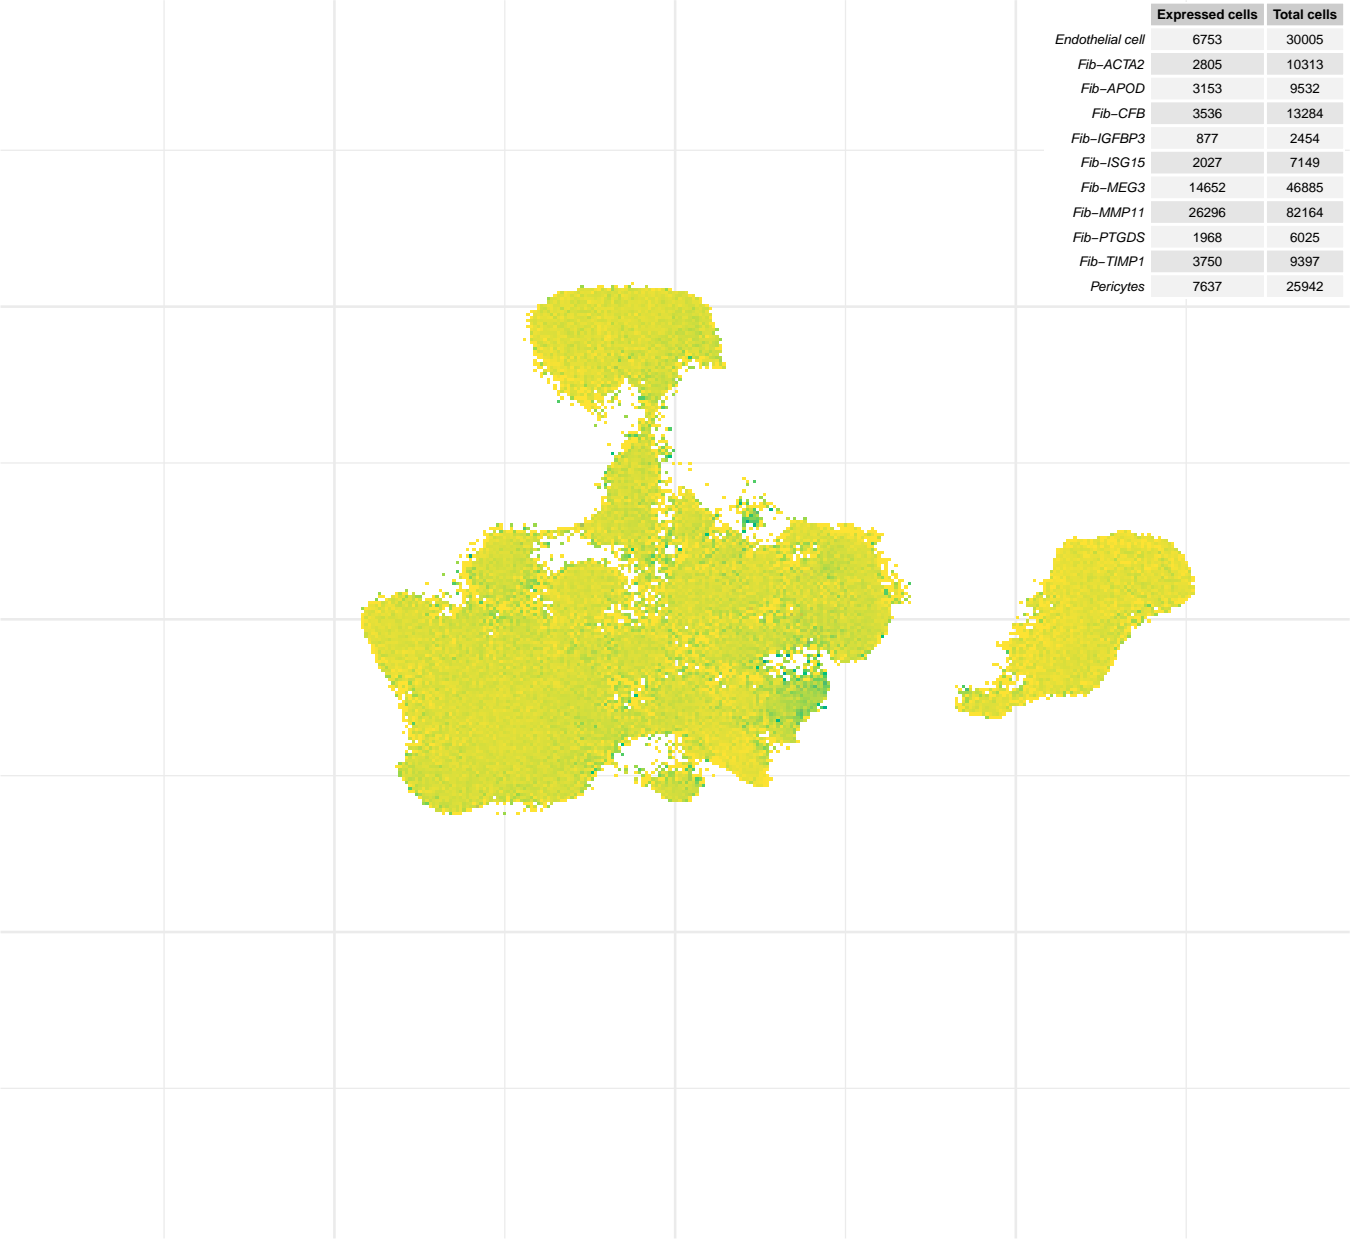 Expressed cells Total cells
Endothelial cell 6753 30005
Fib−ACTA2 2805 10313
Fib−APOD 3153 9532
Fib−CFB 3536 13284
Fib−IGFBP3 877 2454
Fib−ISG15 2027 7149
Fib−MEG3 14652 46885
Fib−MMP11 26296 82164
Fib−PTGDS 1968 6025
Fib−TIMP1 3750 9397
Pericytes 7637 25942